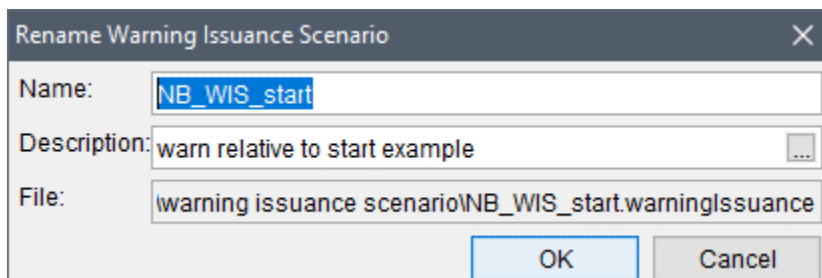 Rename Warning Issuance Scenario
Name: NB_WIS_start
Description: warn relative to start example ...
File: \warning issuance scenario\NB_WIS_start.warningIssuance
OK Cancel